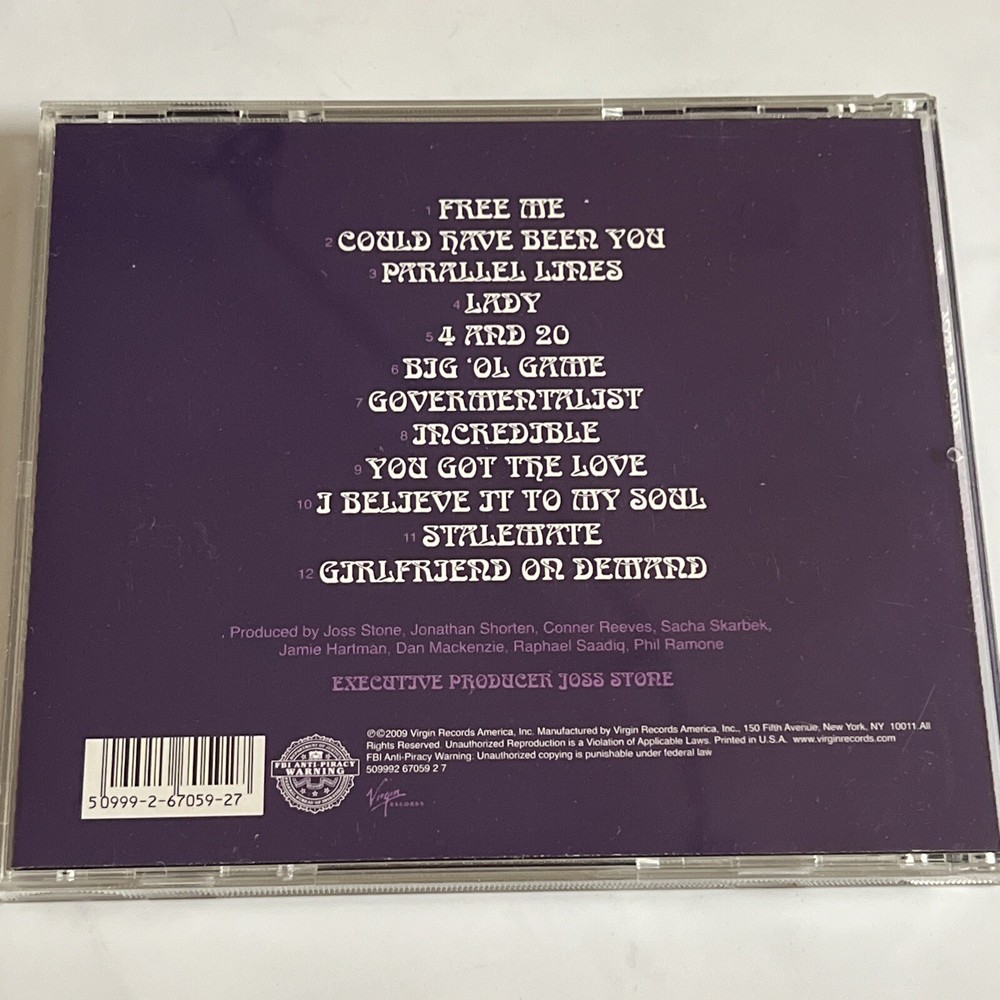 1 FREE ME
2 COULD HAVE BEEN YOU
3 PARALLEL LINES
4 LADY
5 4 AND 20
6 BIG 'OL GAME
7 GOVERMENTALIST
8 INCREDIBLE
9 YOU GOT THE LOVE
10 I BELIEVE IT TO MY SOUL
11 STALEMATE
12 GIRLFRIEND ON DEMAND
Produced by Joss Stone, Jonathan Shorten, Conner Reeves, Sacha Skarbek,
Jamie Hartman, Dan Mackenzie, Raphael Saadiq, Phil Ramone
EXECUTIVE PRODUCER JOSS STONE
℗©2009 Virgin Records America, Inc. Manufactured by Virgin Records America, Inc., 150 Fifth Avenue, New York, NY 10011.All
Rights Reserved. Unauthorized Reproduction is a Violation of Applicable Laws. Printed in U.S.A. www.virginrecords.com
FBI Anti-Piracy Warning: Unauthorized copying is punishable under federal law
509992 67059 2 7
5 0999-2-67059-27
FBI ANTI-PIRACY
WARNING
Virgin
RECORDS